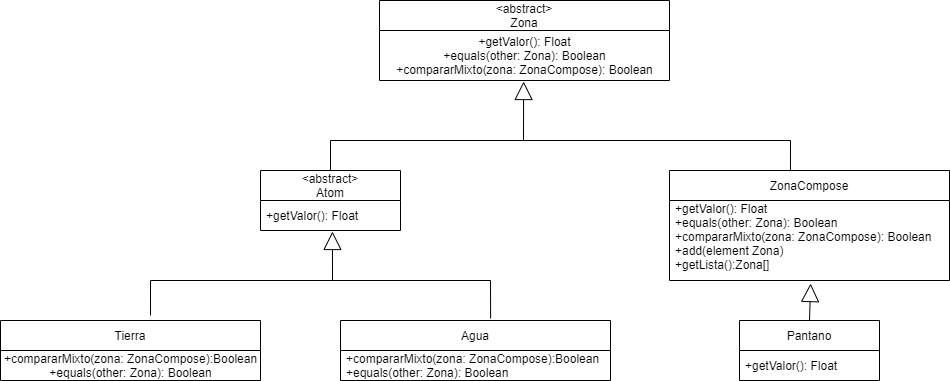 <abstract>
Zona
+getValor(): Float
+equals(other: Zona): Boolean
+compararMixto(zona: ZonaCompose): Boolean
<abstract>
Atom
+getValor(): Float
ZonaCompose
+getValor(): Float
+equals(other: Zona): Boolean
+compararMixto(zona: ZonaCompose): Boolean
+add(element Zona)
+getLista():Zona[]
Tierra
+compararMixto(zona: ZonaCompose):Boolean
+equals(other: Zona): Boolean
Agua
+compararMixto(zona: ZonaCompose):Boolean
+equals(other: Zona): Boolean
Pantano
+getValor(): Float